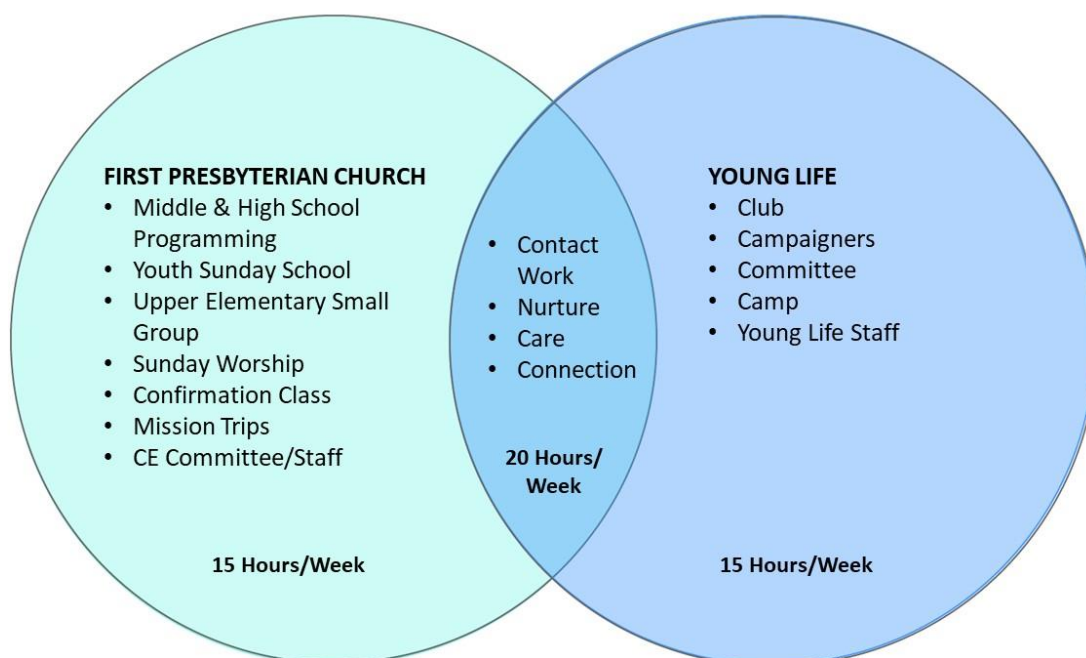 FIRST PRESBYTERIAN CHURCH
• Middle & High School
Programming
• Youth Sunday School
• Upper Elementary Small
Group
• Sunday Worship
• Confirmation Class
• Mission Trips
• CE Committee/Staff
15 Hours/Week
• Contact
Work
• Nurture
• Care
• Connection
20 Hours/
Week
YOUNG LIFE
• Club
• Campaigners
• Committee
• Camp
• Young Life Staff
15 Hours/Week